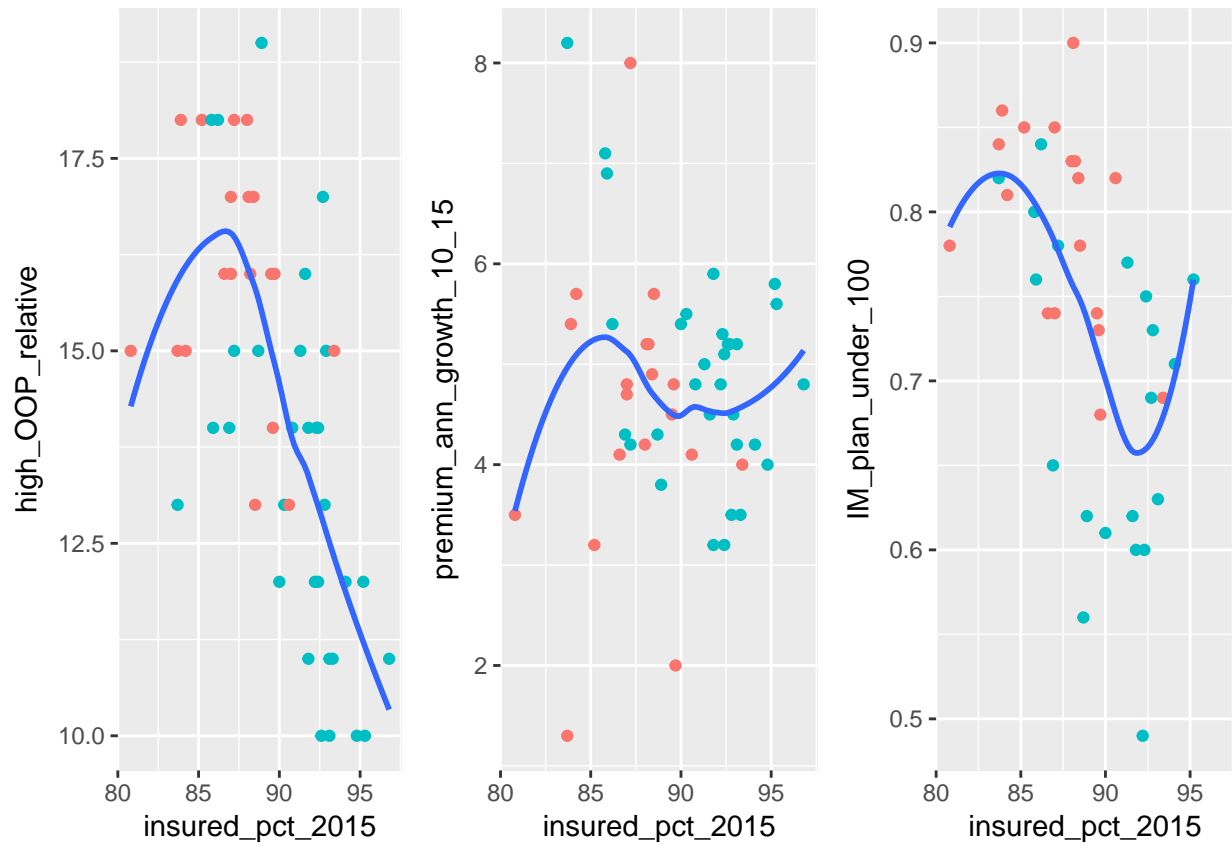 high_OOP_relative
17.5
15.0
12.5
10.0
80 85 90 95
insured_pct_2015
premium_ann_growth_10_15
8
6
4
2
80 85 90 95
insured_pct_2015
IM_plan_under_100
0.9
0.8
0.7
0.6
0.5
80 85 90 95
insured_pct_2015